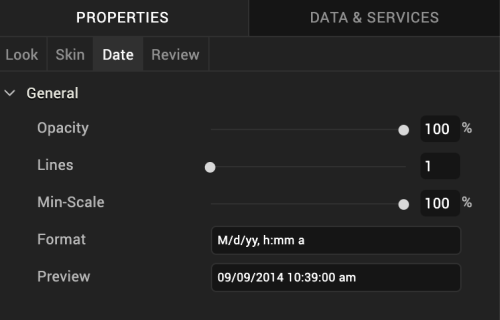 PROPERTIES DATA & SERVICES
Look Skin Date Review
General
Opacity 100 %
Lines 1
Min-Scale 100 %
Format M/d/yy, h:mm a
Preview 09/09/2014 10:39:00 am